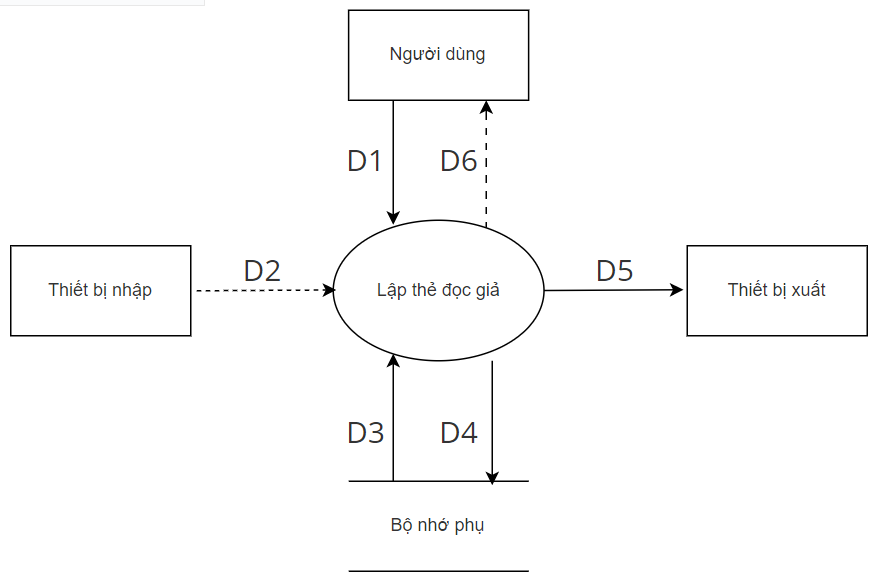 Người dùng
D1
D6
Thiết bị nhập
D2
Lập thẻ đọc giả
D5
Thiết bị xuất
D3
D4
Bộ nhớ phụ